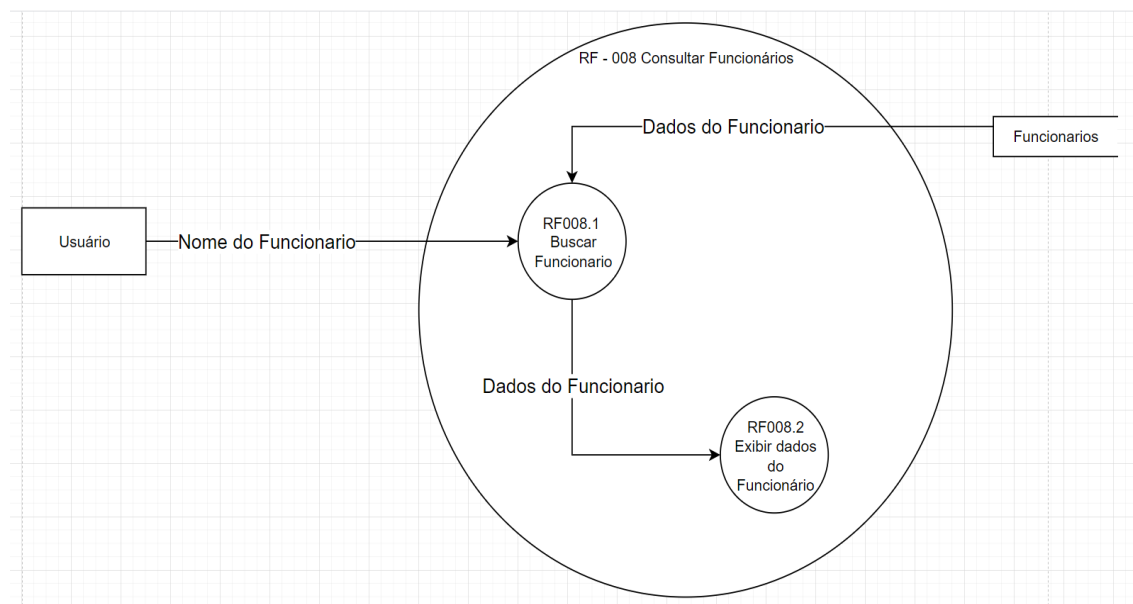 RF - 008 Consultar Funcionários
Dados do Funcionario
Funcionarios
Usuário
Nome do Funcionario
RF008.1
Buscar
Funcionario
Dados do Funcionario
RF008.2
Exibir dados
do
Funcionário